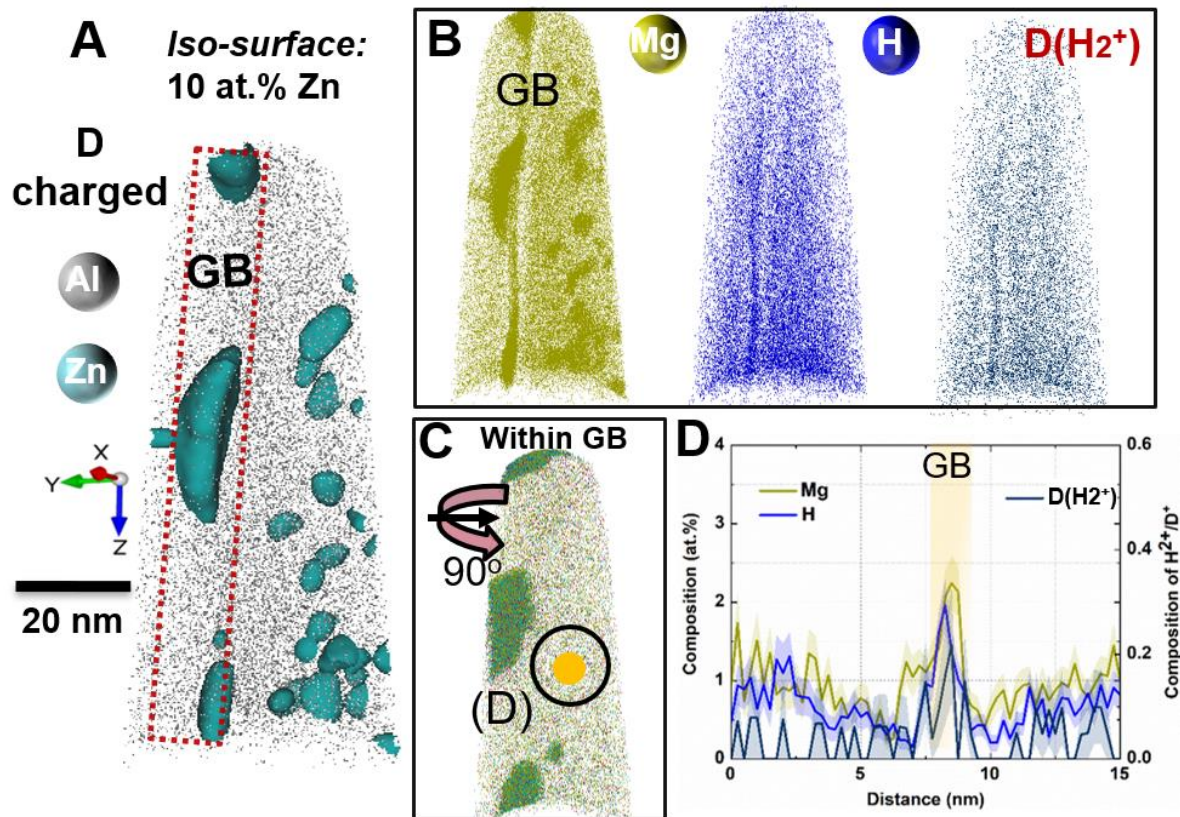 A
Iso-surface:
10 at.% Zn
D
charged
Al
Zn
GB
X
Y
Z
20 nm
B
GB
Mg
H
D(H2⁺)
C
Within GB
90°
(D)
D
GB
Mg
H
D(H2⁺)
Composition (at.%)
4
3
2
1
0
0.6
0.4
0.2
0.0
Composition of H²⁺/D⁺
0 5 10 15
Distance (nm)